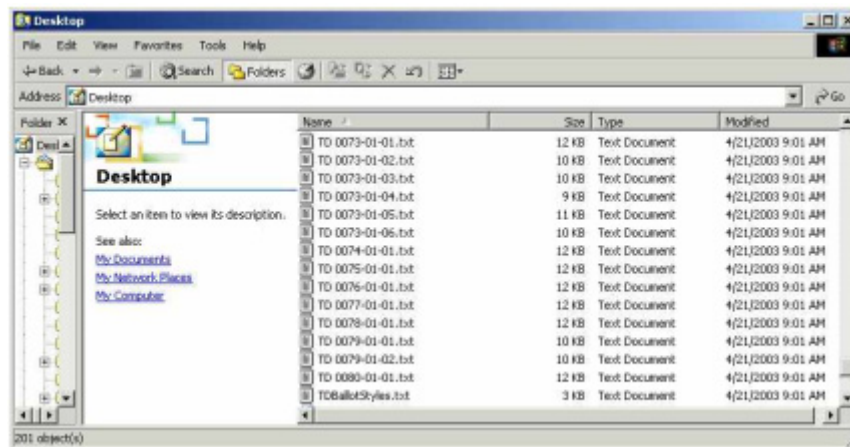 Desktop
File Edit View Favorites Tools Help
Back Search Folders
Address Desktop Go
Folder X Name Size Type Modified
Desktop
Select an item to view its description.
See also:
My Documents
My Network Places
My Computer
TD 0073-01-01.txt 12 KB Text Document 4/21/2003 9:01 AM
TD 0073-01-02.txt 10 KB Text Document 4/21/2003 9:01 AM
TD 0073-01-03.txt 10 KB Text Document 4/21/2003 9:01 AM
TD 0073-01-04.txt 9 KB Text Document 4/21/2003 9:01 AM
TD 0073-01-05.txt 11 KB Text Document 4/21/2003 9:01 AM
TD 0073-01-06.txt 10 KB Text Document 4/21/2003 9:01 AM
TD 0074-01-01.txt 12 KB Text Document 4/21/2003 9:01 AM
TD 0075-01-01.txt 12 KB Text Document 4/21/2003 9:01 AM
TD 0076-01-01.txt 12 KB Text Document 4/21/2003 9:01 AM
TD 0077-01-01.txt 12 KB Text Document 4/21/2003 9:01 AM
TD 0078-01-01.txt 12 KB Text Document 4/21/2003 9:01 AM
TD 0079-01-01.txt 10 KB Text Document 4/21/2003 9:01 AM
TD 0079-01-02.txt 10 KB Text Document 4/21/2003 9:01 AM
TD 0080-01-01.txt 12 KB Text Document 4/21/2003 9:01 AM
TDBallotStyles.txt 3 KB Text Document 4/21/2003 9:01 AM
201 object(s)